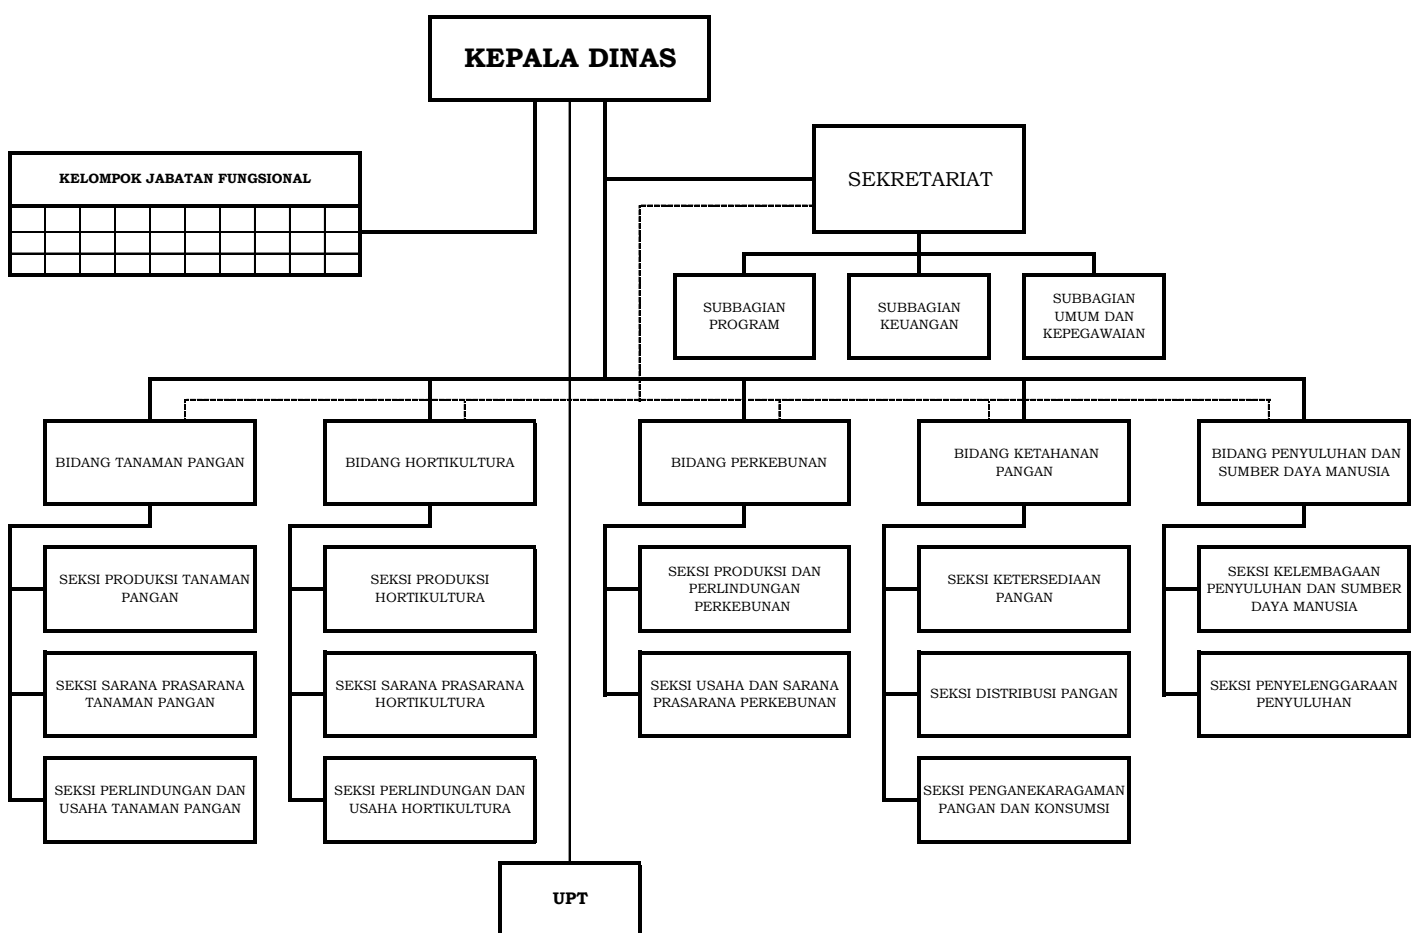 KEPALA DINAS
KELOMPOK JABATAN FUNGSIONAL
SEKRETARIAT
SUBBAGIAN
PROGRAM
SUBBAGIAN
KEUANGAN
SUBBAGIAN
UMUM DAN
KEPEGAWAIAN
BIDANG TANAMAN PANGAN
BIDANG HORTIKULTURA
BIDANG PERKEBUNAN
BIDANG KETAHANAN
PANGAN
BIDANG PENYULUHAN DAN
SUMBER DAYA MANUSIA
SEKSI PRODUKSI TANAMAN
PANGAN
SEKSI PRODUKSI
HORTIKULTURA
SEKSI PRODUKSI DAN
PERLINDUNGAN
PERKEBUNAN
SEKSI KETERSEDIAAN
PANGAN
SEKSI KELEMBAGAAN
PENYULUHAN DAN SUMBER
DAYA MANUSIA
SEKSI SARANA PRASARANA
TANAMAN PANGAN
SEKSI SARANA PRASARANA
HORTIKULTURA
SEKSI USAHA DAN SARANA
PRASARANA PERKEBUNAN
SEKSI DISTRIBUSI PANGAN
SEKSI PENYELENGGARAAN
PENYULUHAN
SEKSI PERLINDUNGAN DAN
USAHA TANAMAN PANGAN
SEKSI PERLINDUNGAN DAN
USAHA HORTIKULTURA
SEKSI PENGANEKARAGAMAN
PANGAN DAN KONSUMSI
UPT